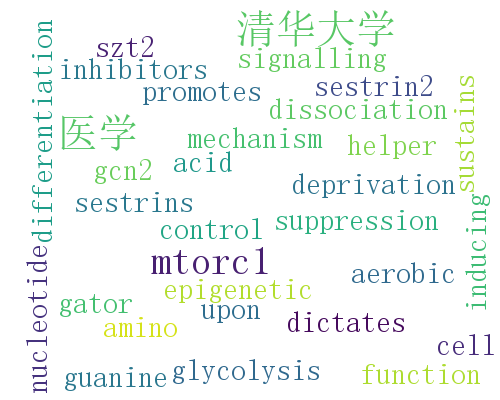 清华大学
szt2
signalling
inhibitors
sestrin2
promotes
dissociation
differentiation
医学
mechanism
helper
sustains
gcn2
acid
deprivation
sestrins
control
suppression
inducing
mtorc1
aerobic
nucleotide
epigenetic
gator
upon
amino
dictates
cell
guanine
glycolysis
function